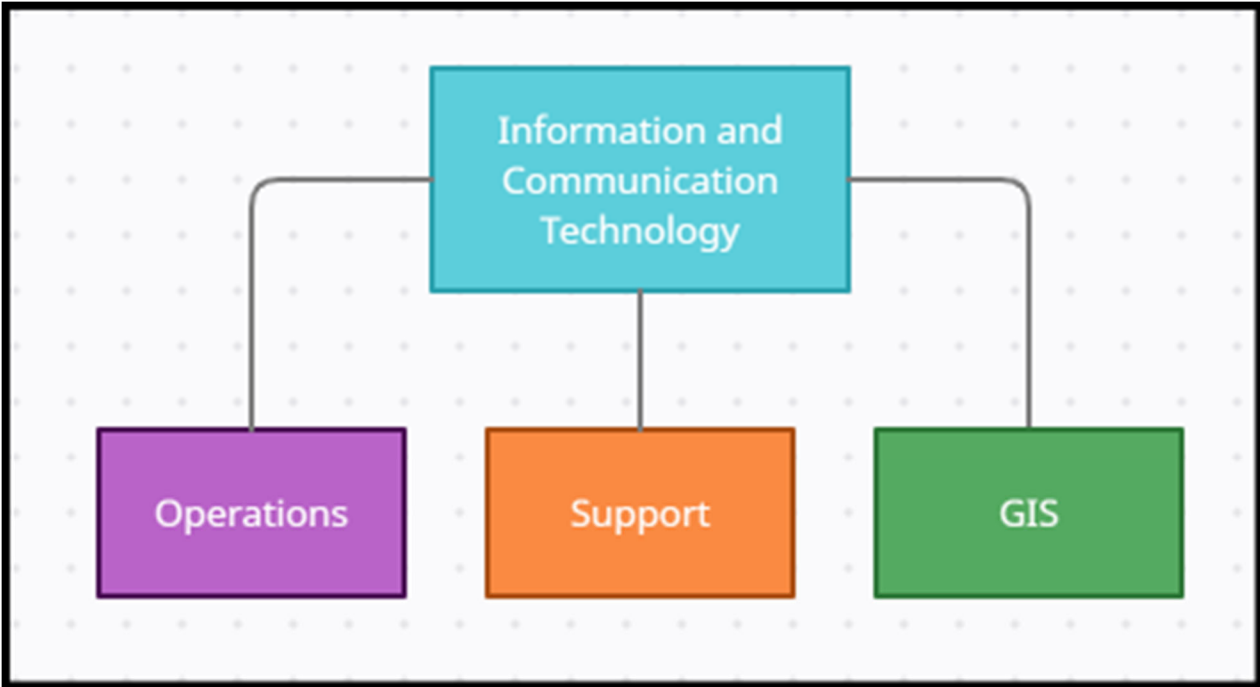 Information and
Communication
Technology
Operations
Support
GIS